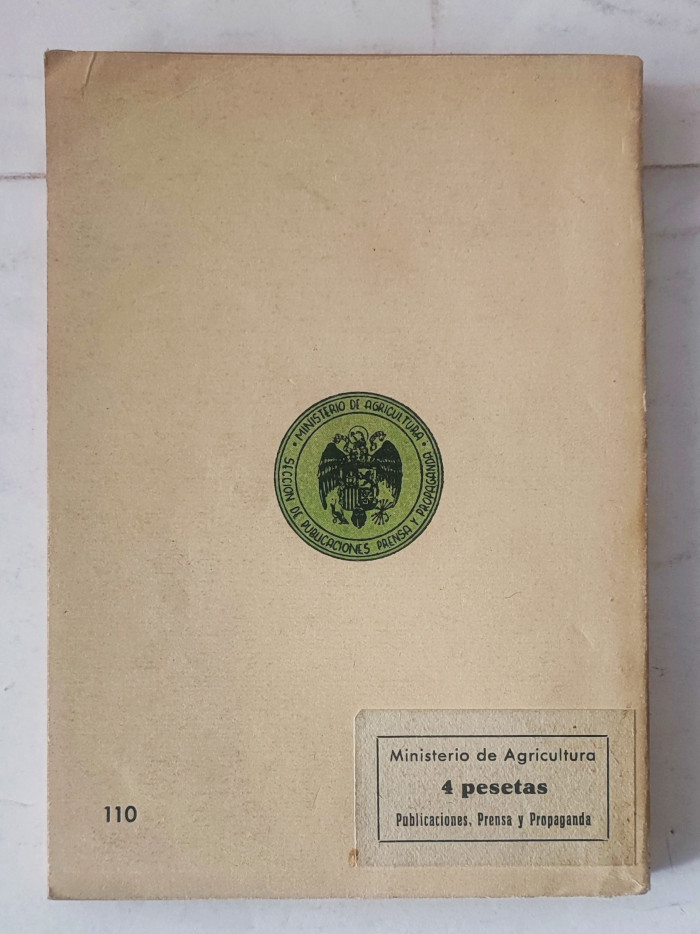 • MINISTERIO DE AGRICULTURA •
SECCION DE PUBLICACIONES PRENSA Y PROPAGANDA
Ministerio de Agricultura
4 pesetas
Publicaciones, Prensa y Propaganda
110